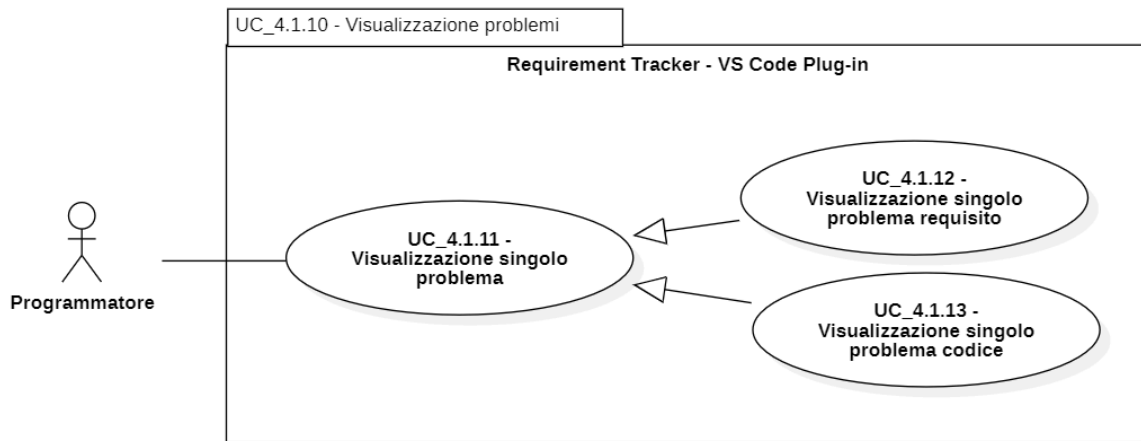 UC_4.1.10 - Visualizzazione problemi
Requirement Tracker - VS Code Plug-in
UC_4.1.12 -
Visualizzazione singolo
problema requisito
UC_4.1.11 -
Visualizzazione singolo
problema
Programmatore
UC_4.1.13 -
Visualizzazione singolo
problema codice